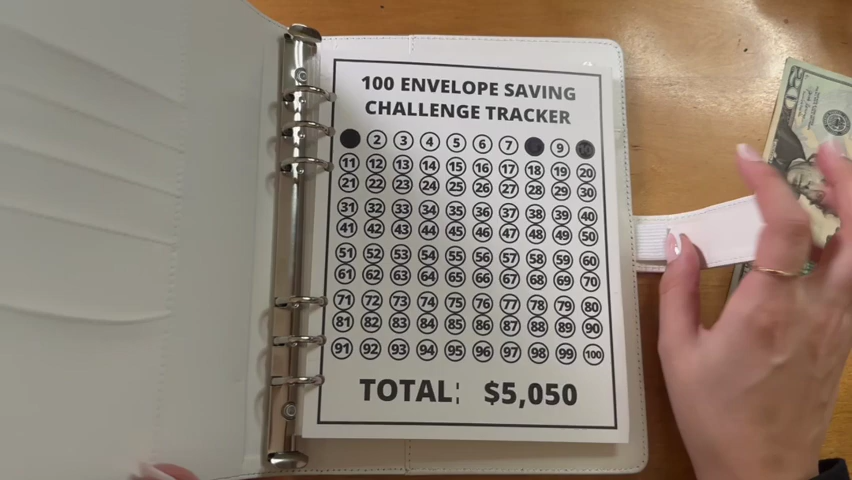 100 ENVELOPE SAVING
CHALLENGE TRACKER
2 3 4 5 6 7 9
11 12 13 14 15 16 17 18 19 20
21 22 23 24 25 26 27 28 29 30
31 32 33 34 35 36 37 38 39 40
41 42 43 44 45 46 47 48 49 50
51 52 53 54 55 56 57 58 59 60
61 62 63 64 65 66 67 68 69 70
71 72 73 74 75 76 77 78 79 80
81 82 83 84 85 86 87 88 89 90
91 92 93 94 95 96 97 98 99 100
TOTAL: $5,050